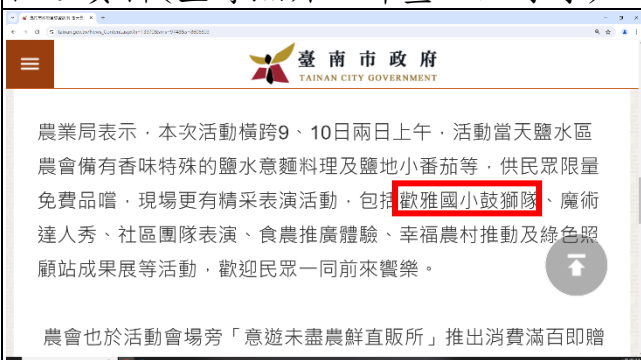 臺南市政府
TAINAN CITY GOVERNMENT
農業局表示，本次活動橫跨9、10日兩日上午，活動當天鹽水區
農會備有香味特殊的鹽水意麵料理及鹽地小番茄等，供民眾限量
免費品嚐，現場更有精采表演活動，包括歡雅國小鼓獅隊、魔術
達人秀、社區團隊表演、食農推廣體驗、幸福農村推動及綠色照
顧站成果展等活動，歡迎民眾一同前來饗樂。
農會也於活動會場旁「意遊未盡農鮮直販所」推出消費滿百即贈